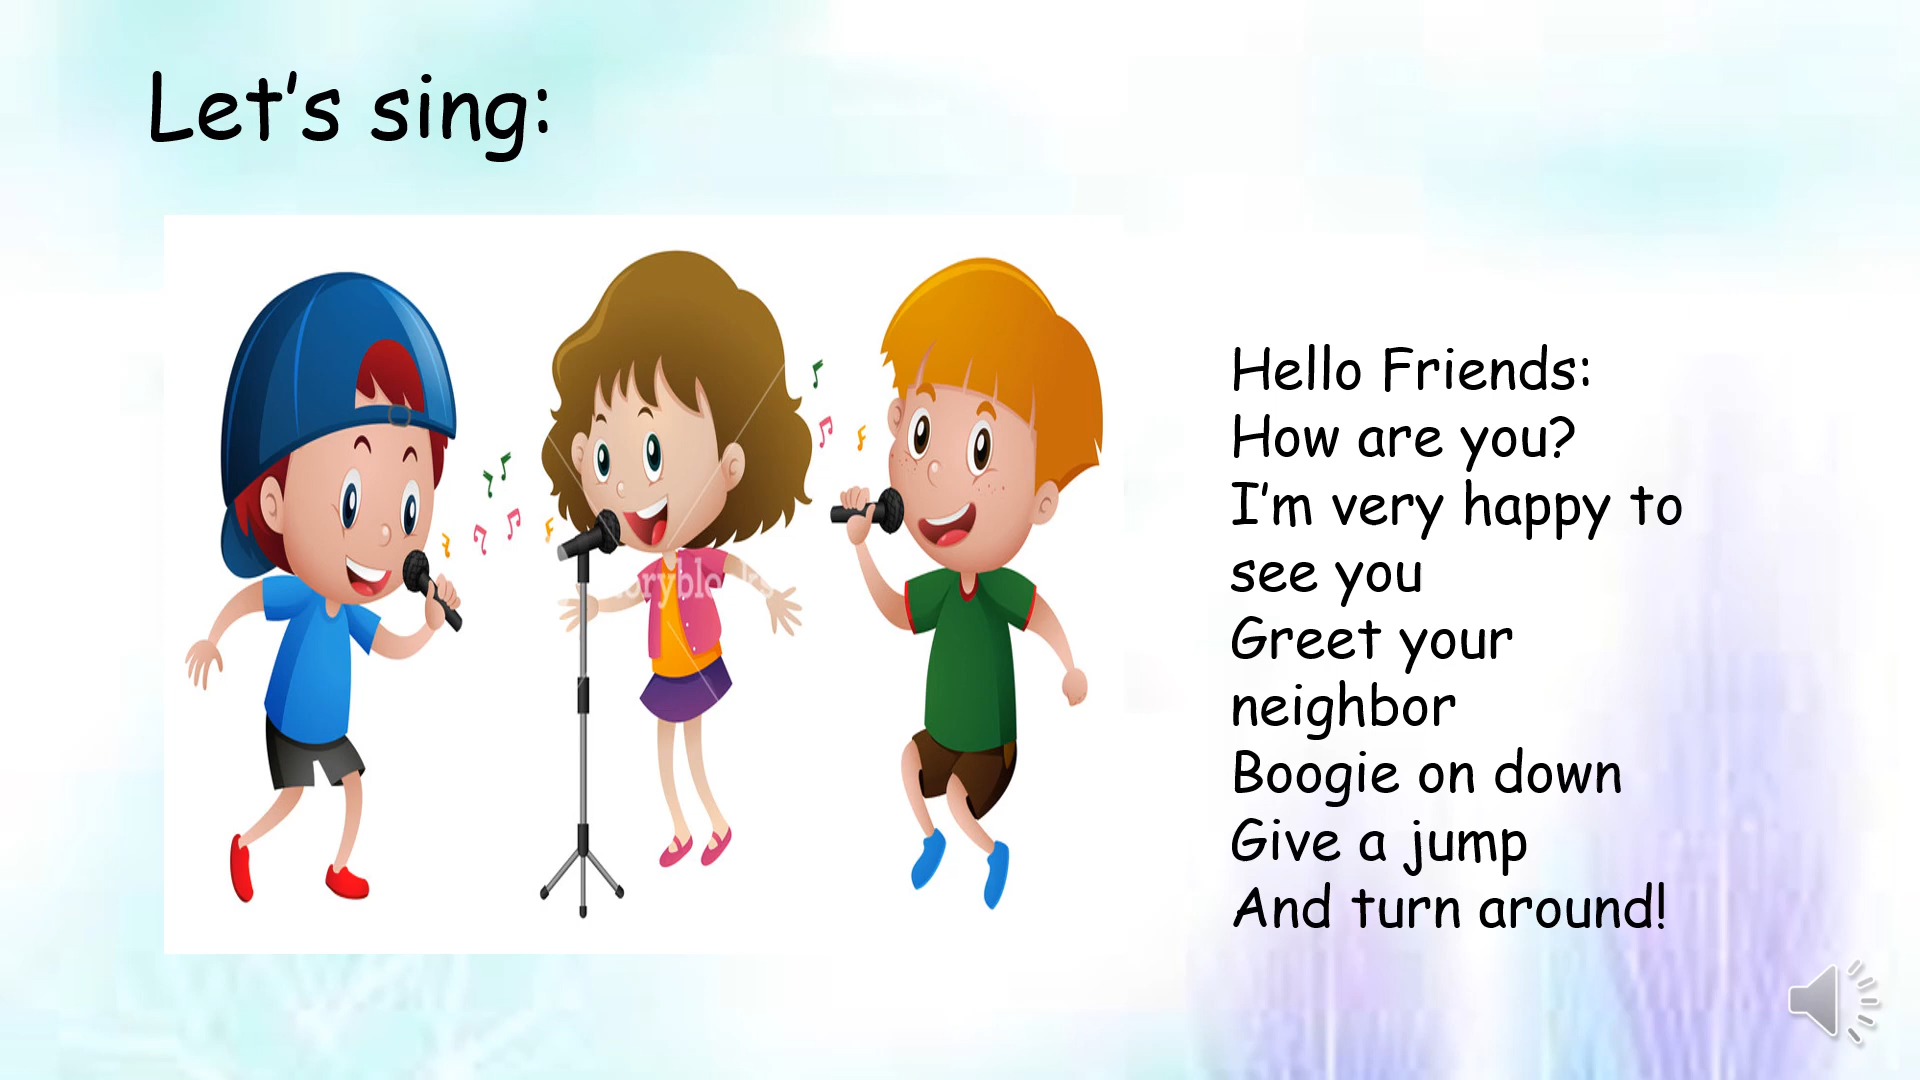 Let’s sing:
Hello Friends:
How are you?
I’m very happy to
see you
Greet your
neighbor
Boogie on down
Give a jump
And turn around!